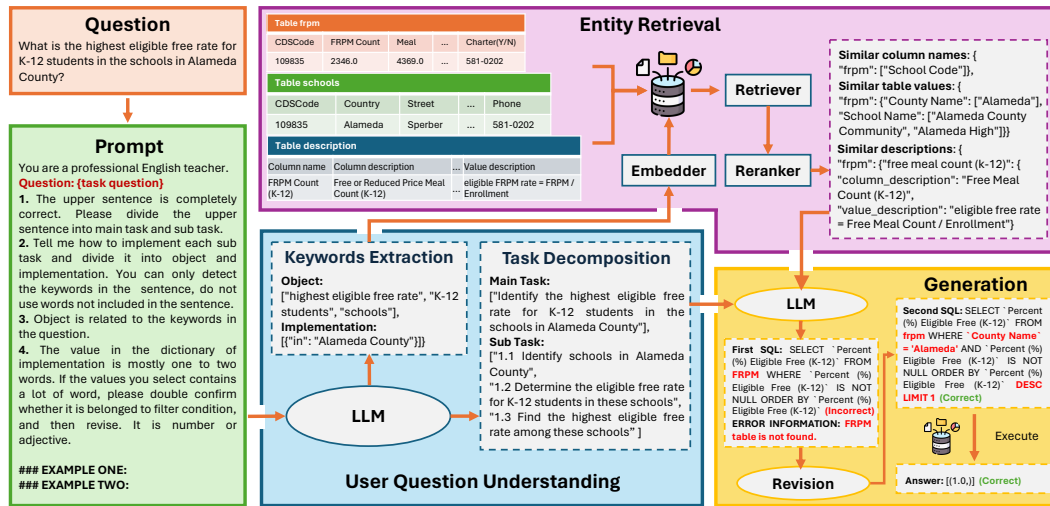 Question
What is the highest eligible free rate for
K-12 students in the schools in Alameda
County?
Prompt
You are a professional English teacher.
Question: {task question}
1. The upper sentence is completely
correct. Please divide the upper
sentence into main task and sub task.
2. Tell me how to implement each sub
task and divide it into object and
implementation. You can only detect
the keywords in the sentence, do not
use words not included in the sentence.
3. Object is related to the keywords in
the question.
4. The value in the dictionary of
implementation is mostly one to two
words. If the values you select contains
a lot of word, please double confirm
whether it is belonged to filter condition,
and then revise. It is number or
adjective.
### EXAMPLE ONE:
### EXAMPLE TWO:
Entity Retrieval
Table frpm
CDSCode FRPM Count Meal ... Charter(Y/N)
109835 2346.0 4369.0 ... 581-0202
Table schools
CDSCode Country Street ... Phone
109835 Alameda Sperber ... 581-0202
Table description
Column name Column description ... Value description
FRPM Count Free or Reduced Price Meal ... eligible FRPM rate = FRPM /
(K-12) Count (K-12) Enrollment
Retriever
Embedder
Reranker
Similar column names: {
"frpm": ["School Code"]},
Similar table values: {
"frpm": {"County Name": ["Alameda"],
"School Name": ["Alameda County
Community", "Alameda High"]}}
Similar descriptions: {
"frpm": {"free meal count (k-12)": {
"column_description": "Free Meal
Count (K-12)",
"value_description": "eligible free rate
= Free Meal Count / Enrollment"}
Keywords Extraction
Object:
["highest eligible free rate", "K-12
students", "schools"],
Implementation:
[{"in": "Alameda County"}]}
LLM
Task Decomposition
Main Task:
["Identify the highest eligible free
rate for K-12 students in the
schools in Alameda County"],
Sub Task:
["1.1 Identify schools in Alameda
County",
"1.2 Determine the eligible free rate
for K-12 students in these schools",
"1.3 Find the highest eligible free
rate among these schools" ]
User Question Understanding
Generation
LLM
First SQL: SELECT `Percent
(%) Eligible Free (K-12)` FROM
FRPM WHERE `Percent (%)
Eligible Free (K-12)` IS NOT
NULL ORDER BY `Percent (%)
Eligible Free (K-12)` (Incorrect)
ERROR INFORMATION: FRPM
table is not found.
Revision
Second SQL: SELECT `Percent
(%) Eligible Free (K-12)` FROM
frpm WHERE `County Name`
= 'Alameda' AND `Percent (%)
Eligible Free (K-12)` IS NOT
NULL ORDER BY `Percent (%)
Eligible Free (K-12)` DESC
LIMIT 1 (Correct)
Execute
Answer: [(1.0,)] (Correct)